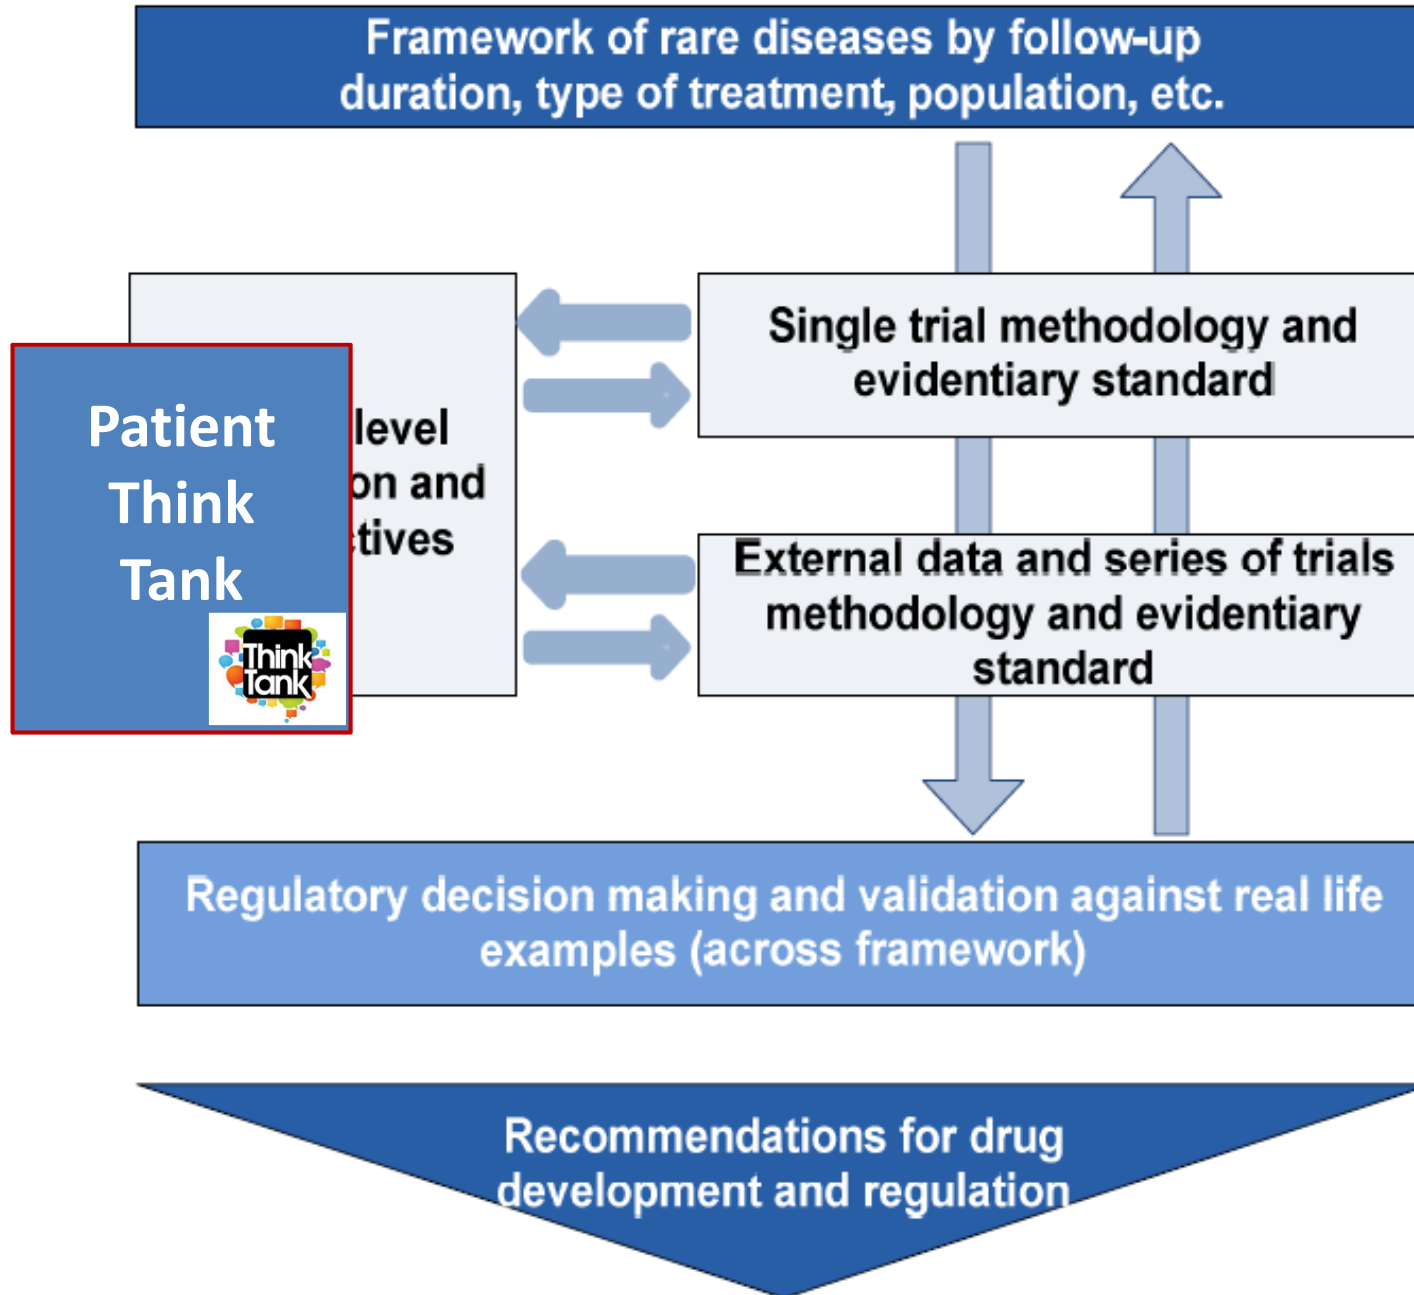 Framework of rare diseases by follow-up
duration, type of treatment, population, etc.
Single trial methodology and
evidentiary standard
Patient
Think
Tank
Think
Tank
level
and
External data and series of trials
methodology and evidentiary
standard
Regulatory decision making and validation against real life
examples (across framework)
Recommendations for drug
development and regulation